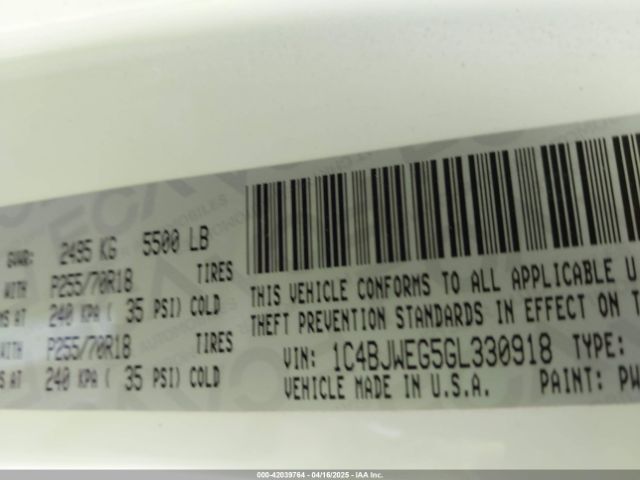 GVWR: 2495 KG 5500 LB
WITH P255/70R18 TIRES
MS AT 240 KPA ( 35 PSI) COLD
WITH P255/70R18 TIRES
MS AT 240 KPA ( 35 PSI) COLD
THIS VEHICLE CONFORMS TO ALL APPLICABLE U
THEFT PREVENTION STANDARDS IN EFFECT ON T
VIN: 1C4BJWEG5GL330918 TYPE:
VEHICLE MADE IN U.S.A. PAINT: PW
000-42039764 - 04/16/2025 - IAA Inc.